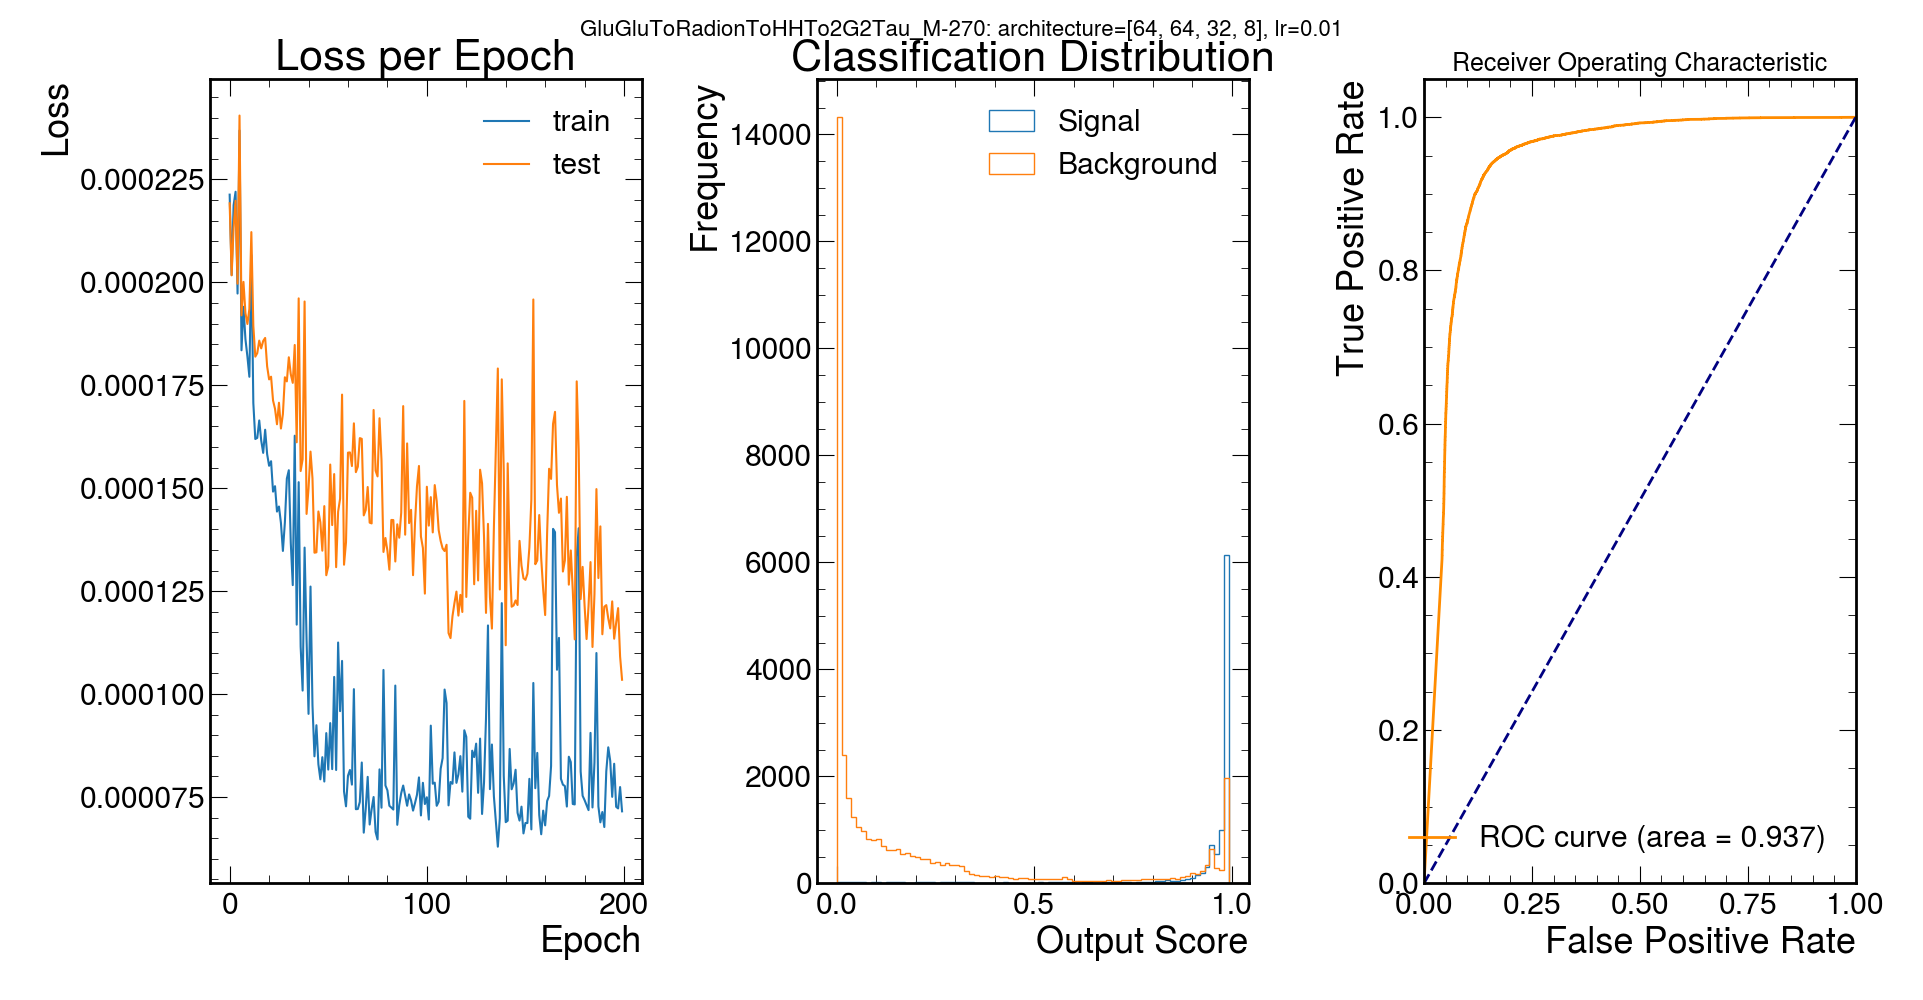 GluGluToRadionToHHTo2G2Tau_M-270: architecture=[64, 64, 32, 8], lr=0.01
Loss per Epoch
Loss
0.000225
0.000200
0.000175
0.000150
0.000125
0.000100
0.000075
train
test
0 100 200
Epoch
Classification Distribution
Frequency
14000
12000
10000
8000
6000
4000
2000
0
Signal
Background
0.0 0.5 1.0
Output Score
Receiver Operating Characteristic
True Positive Rate
1.0
0.8
0.6
0.4
0.2
0.0
ROC curve (area = 0.937)
0.00 0.25 0.50 0.75 1.00
False Positive Rate